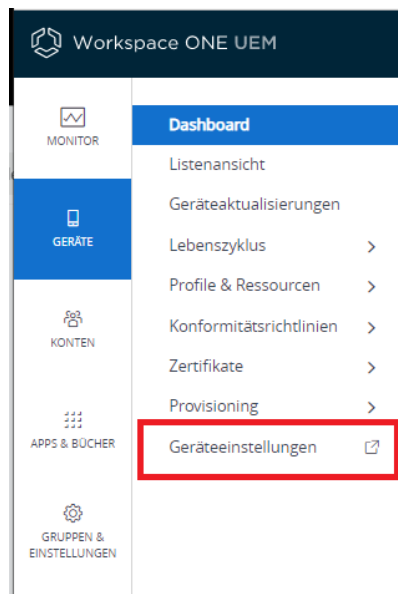 Workspace ONE UEM
MONITOR
GERÄTE
KONTEN
APPS & BÜCHER
GRUPPEN &
EINSTELLUNGEN
Dashboard
Listenansicht
Geräteaktualisierungen
Lebenszyklus
Profile & Ressourcen
Konformitätsrichtlinien
Zertifikate
Provisioning
Geräteeinstellungen